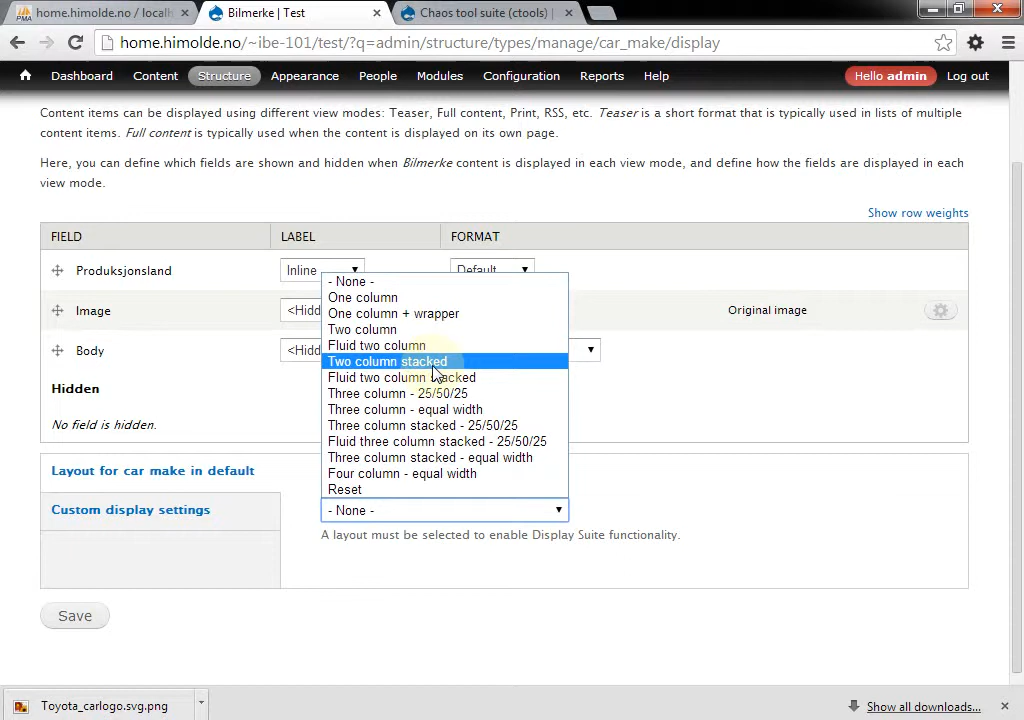 home.himolde.no / localh
Bilmerke | Test
Chaos tool suite (ctools) |
home.himolde.no/~ibe-101/test/?q=admin/structure/types/manage/car_make/display
Dashboard Content Structure Appearance People Modules Configuration Reports Help Hello admin Log out
Content items can be displayed using different view modes: Teaser, Full content, Print, RSS, etc. Teaser is a short format that is typically used in lists of multiple
content items. Full content is typically used when the content is displayed on its own page.
Here, you can define which fields are shown and hidden when Bilmerke content is displayed in each view mode, and define how the fields are displayed in each
view mode.
Show row weights
FIELD LABEL FORMAT
Produksjonsland Inline Default
Image <Hidd Original image
Body <Hidd
Hidden
No field is hidden.
- None -
One column
One column + wrapper
Two column
Fluid two column
Two column stacked
Fluid two column stacked
Three column - 25/50/25
Three column - equal width
Three column stacked - 25/50/25
Fluid three column stacked - 25/50/25
Three column stacked - equal width
Four column - equal width
Reset
Layout for car make in default
Custom display settings
- None -
A layout must be selected to enable Display Suite functionality.
Save
Toyota_carlogo.svg.png
Show all downloads...